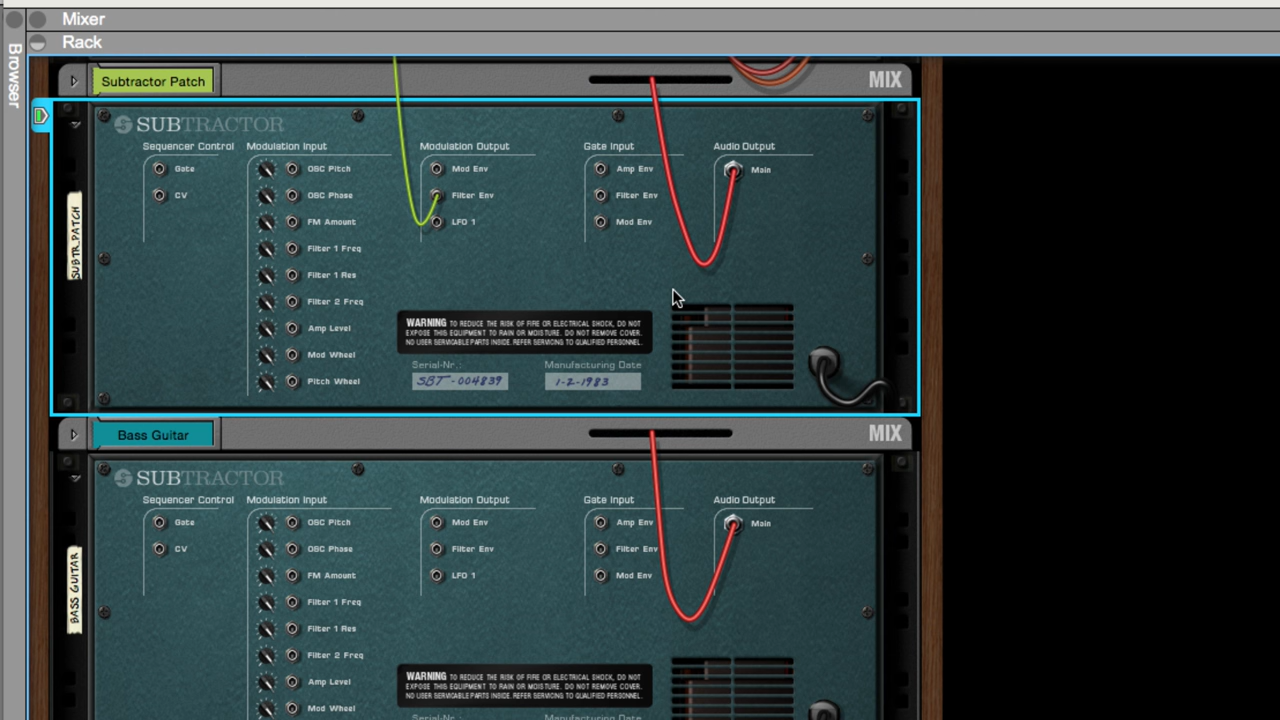 Mixer
Rack
Browser
Subtractor Patch
MIX
SUBTRACTOR
Sequencer Control
Modulation Input
Modulation Output
Gate Input
Audio Output
Gate
OSC Pitch
Mod Env
Amp Env
Main
CV
OSC Phase
Filter Env
Filter Env
FM Amount
LFO 1
Mod Env
SUBTR_PATCH
Filter 1 Freq
Filter 1 Res
Filter 2 Freq
Amp Level
Mod Wheel
Pitch Wheel
WARNING TO REDUCE THE RISK OF FIRE OR ELECTRICAL SHOCK, DO NOT
EXPOSE THIS EQUIPMENT TO RAIN OR MOISTURE. DO NOT REMOVE COVER.
NO USER SERVICABLE PARTS INSIDE. REFER SERVICING TO QUALIFIED PERSONNEL.
Serial-Nr.:
Manufacturing Date
SBT-004839
1-2-1983
Bass Guitar
MIX
SUBTRACTOR
Sequencer Control
Modulation Input
Modulation Output
Gate Input
Audio Output
Gate
OSC Pitch
Mod Env
Amp Env
Main
CV
OSC Phase
Filter Env
Filter Env
FM Amount
LFO 1
Mod Env
BASS GUITAR
Filter 1 Freq
Filter 1 Res
Filter 2 Freq
Amp Level
Mod Wheel
WARNING TO REDUCE THE RISK OF FIRE OR ELECTRICAL SHOCK, DO NOT
EXPOSE THIS EQUIPMENT TO RAIN OR MOISTURE. DO NOT REMOVE COVER.
NO USER SERVICABLE PARTS INSIDE. REFER SERVICING TO QUALIFIED PERSONNEL.
Serial-Nr.:
Manufacturing Date